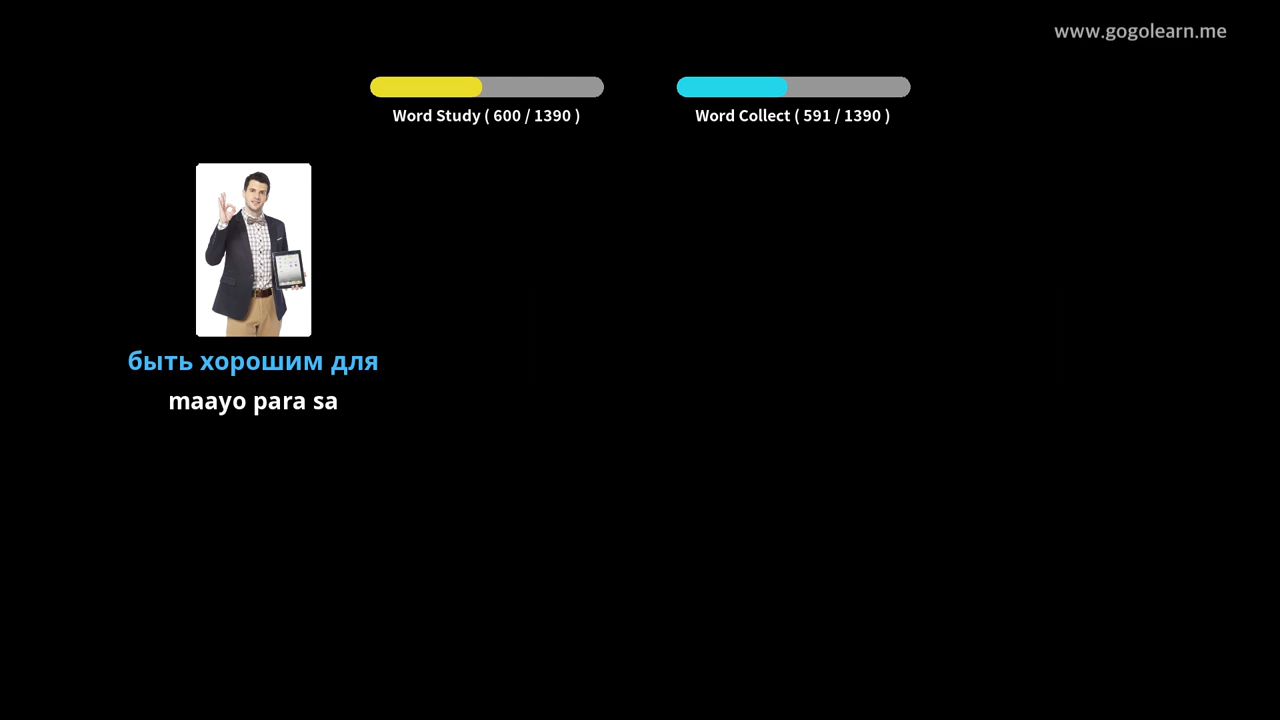 www.gogolearn.me
Word Study ( 600 / 1390 )
Word Collect ( 591 / 1390 )
быть хорошим для
maayo para sa